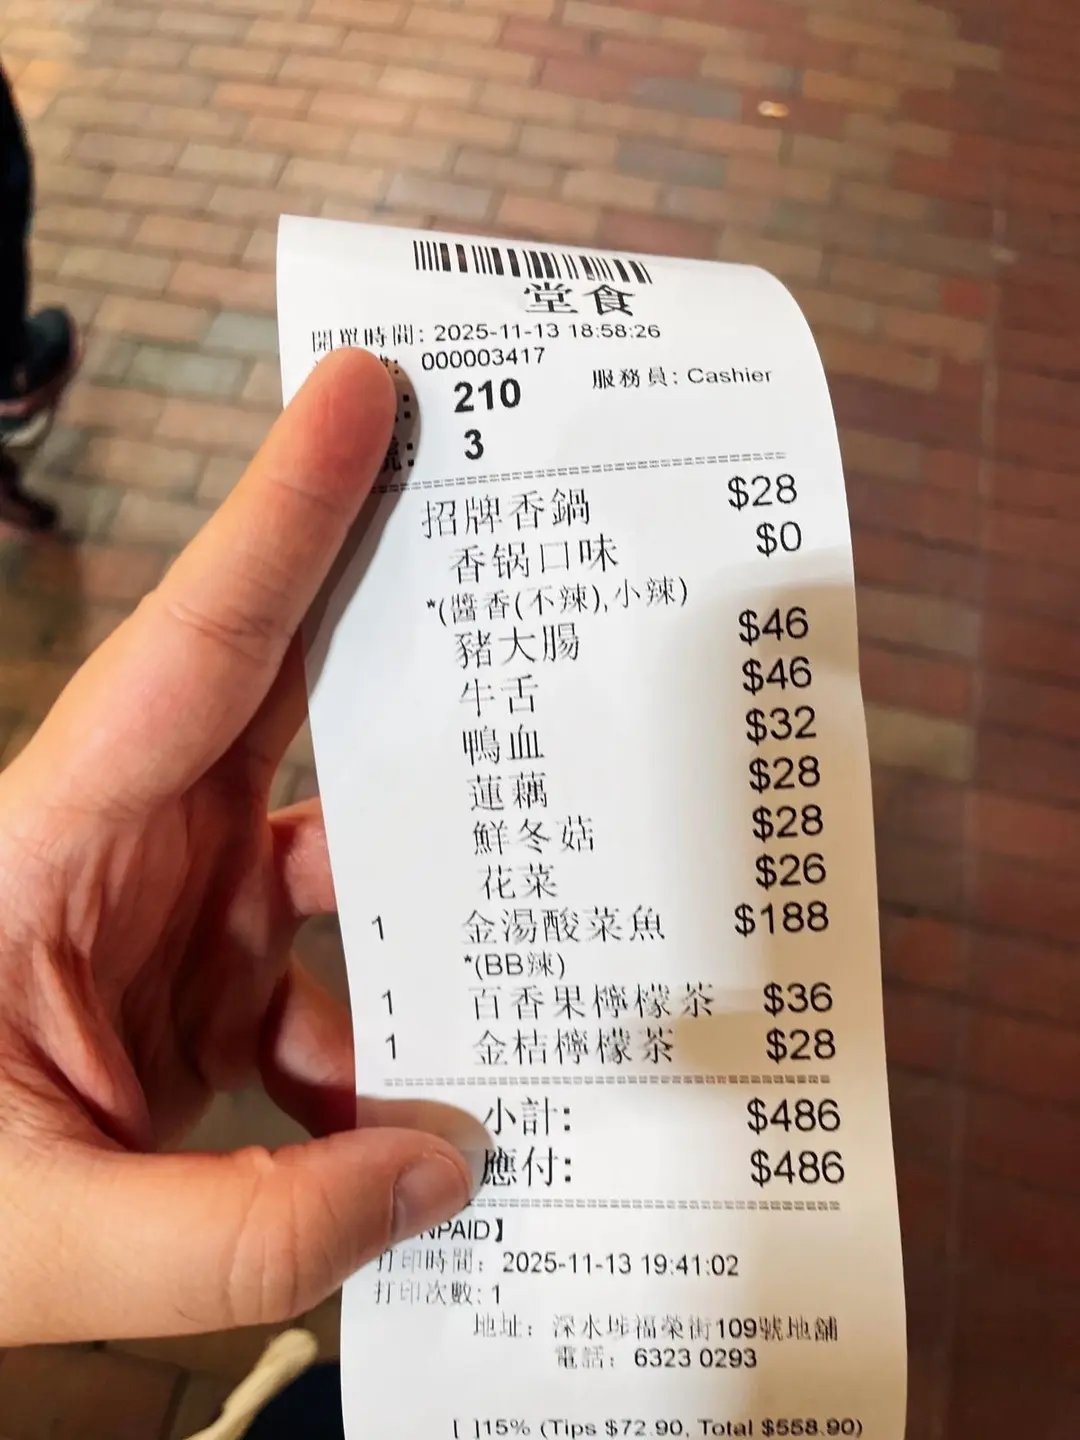 堂食
開單時間: 2025-11-13 18:58:26
000003417
服務員: Cashier
210
號: 3
招牌香鍋 $28
香锅口味 $0
*(醬香(不辣),小辣)
豬大腸 $46
牛舌 $46
鴨血 $32
蓮藕 $28
鮮冬菇 $28
花菜 $26
1 金湯酸菜魚 $188
*(BB辣)
1 百香果檸檬茶 $36
1 金桔檸檬茶 $28
小計: $486
應付: $486
NPAID】
打印時間: 2025-11-13 19:41:02
打印次數: 1
地址: 深水埗福榮街109號地舖
電話: 6323 0293
[ ]15% (Tips $72.90, Total $558.90)